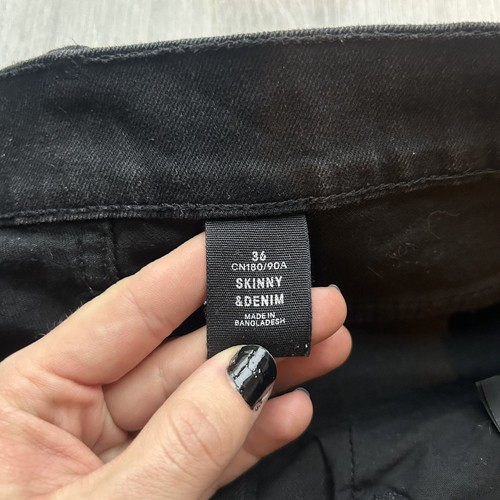 36
CN180/90A
SKINNY
&DENIM
MADE IN
BANGLADESH